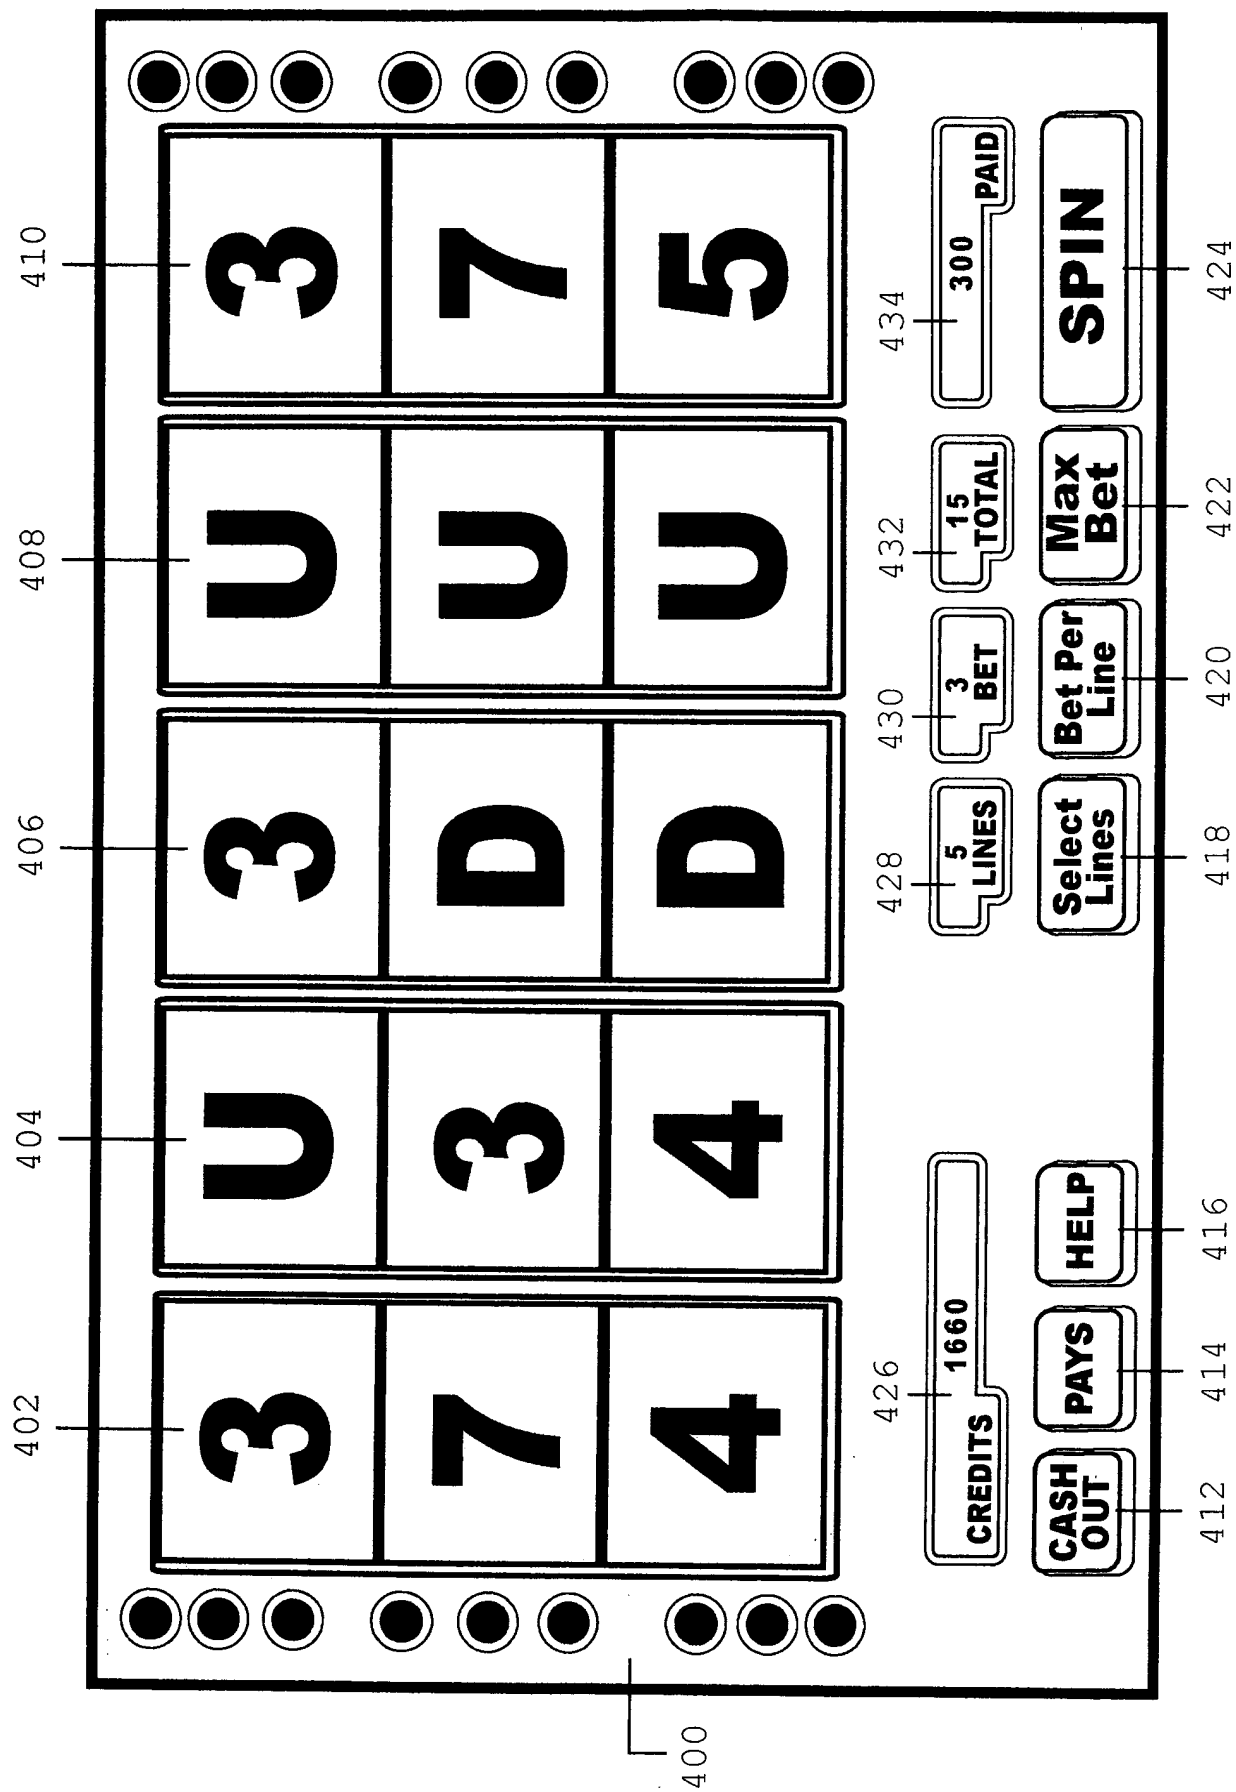 402 404 406 408 410
3 U 3 U 3
7 3 D U 7
4 4 D U 5
426 428 430 432 434
1660 5 3 15 300
CREDITS LINES BET TOTAL PAID
CASH OUT
PAYS
HELP
Select Lines
Bet Per Line
Max Bet
SPIN
400
412 414 416 418 420 422 424